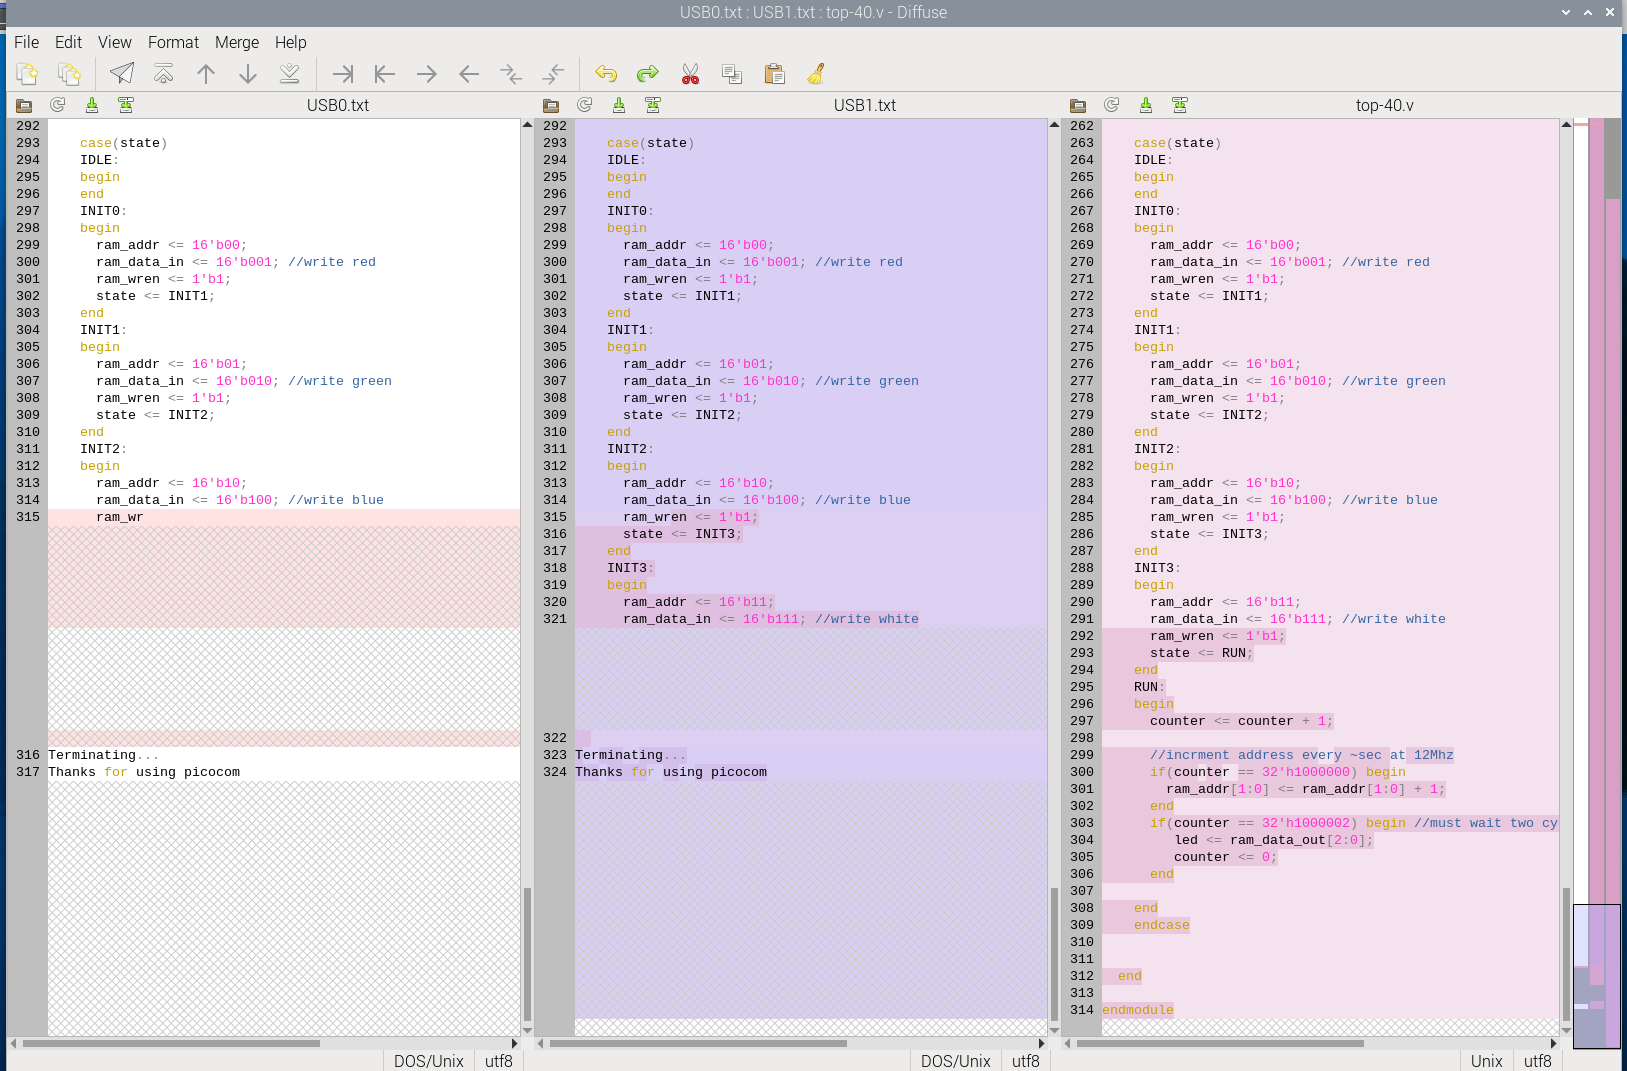 USB0.txt : USB1.txt : top-40.v - Diffuse
File Edit View Format Merge Help
USB0.txt
292
293     case(state)
294     IDLE:
295     begin
296     end
297     INIT0:
298     begin
299       ram_addr <= 16'b00;
300       ram_data_in <= 16'b001; //write red
301       ram_wren <= 1'b1;
302       state <= INIT1;
303     end
304     INIT1:
305     begin
306       ram_addr <= 16'b01;
307       ram_data_in <= 16'b010; //write green
308       ram_wren <= 1'b1;
309       state <= INIT2;
310     end
311     INIT2:
312     begin
313       ram_addr <= 16'b10;
314       ram_data_in <= 16'b100; //write blue
315       ram_wr
316 Terminating...
317 Thanks for using picocom
DOS/Unix utf8
USB1.txt
292
293     case(state)
294     IDLE:
295     begin
296     end
297     INIT0:
298     begin
299       ram_addr <= 16'b00;
300       ram_data_in <= 16'b001; //write red
301       ram_wren <= 1'b1;
302       state <= INIT1;
303     end
304     INIT1:
305     begin
306       ram_addr <= 16'b01;
307       ram_data_in <= 16'b010; //write green
308       ram_wren <= 1'b1;
309       state <= INIT2;
310     end
311     INIT2:
312     begin
313       ram_addr <= 16'b10;
314       ram_data_in <= 16'b100; //write blue
315       ram_wren <= 1'b1;
316       state <= INIT3;
317     end
318     INIT3:
319     begin
320       ram_addr <= 16'b11;
321       ram_data_in <= 16'b111; //write white
322
323 Terminating...
324 Thanks for using picocom
DOS/Unix utf8
top-40.v
262
263     case(state)
264     IDLE:
265     begin
266     end
267     INIT0:
268     begin
269       ram_addr <= 16'b00;
270       ram_data_in <= 16'b001; //write red
271       ram_wren <= 1'b1;
272       state <= INIT1;
273     end
274     INIT1:
275     begin
276       ram_addr <= 16'b01;
277       ram_data_in <= 16'b010; //write green
278       ram_wren <= 1'b1;
279       state <= INIT2;
280     end
281     INIT2:
282     begin
283       ram_addr <= 16'b10;
284       ram_data_in <= 16'b100; //write blue
285       ram_wren <= 1'b1;
286       state <= INIT3;
287     end
288     INIT3:
289     begin
290       ram_addr <= 16'b11;
291       ram_data_in <= 16'b111; //write white
292       ram_wren <= 1'b1;
293       state <= RUN;
294     end
295     RUN:
296     begin
297       counter <= counter + 1;
298
299       //incrment address every ~sec at 12Mhz
300       if(counter == 32'h1000000) begin
301         ram_addr[1:0] <= ram_addr[1:0] + 1;
302       end
303       if(counter == 32'h1000002) begin //must wait two cy
304          led <= ram_data_out[2:0];
305          counter <= 0;
306       end
307
308     end
309     endcase
310
311
312   end
313
314 endmodule
Unix utf8